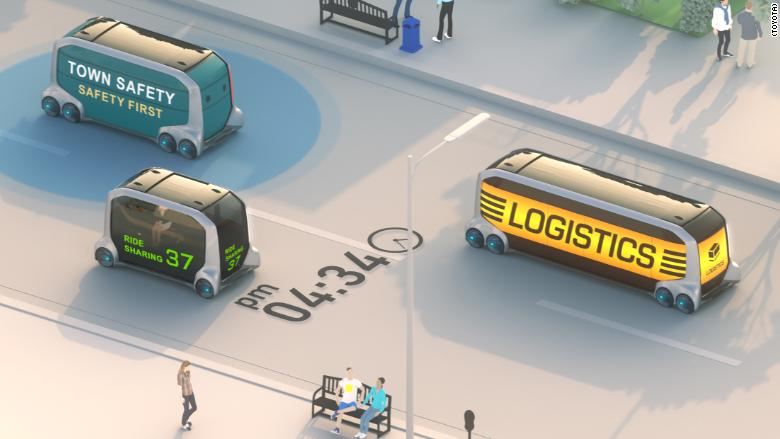 (TOYOTA)
TOWN SAFETY
SAFETY FIRST
LOGISTICS
LOGISTICS
RIDE
SHARING 37
RIDE
SHARING
37
pm
04:34